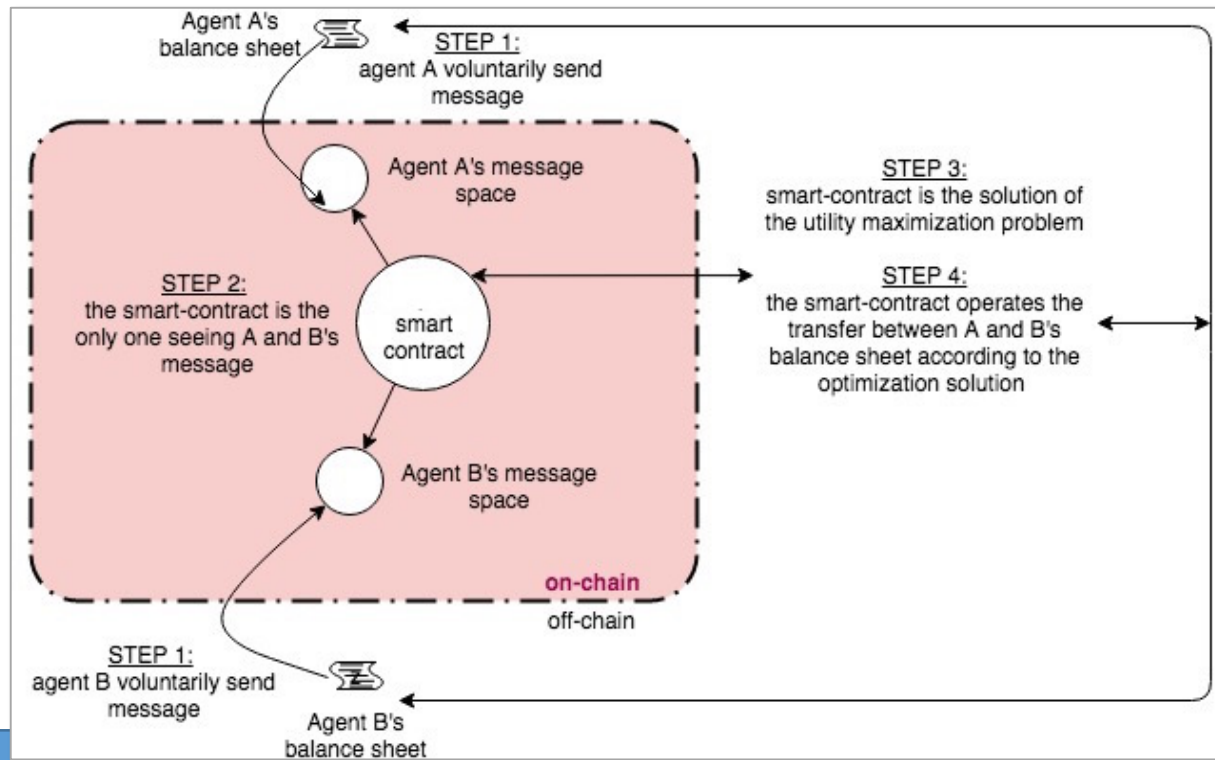 Agent A's
balance sheet
STEP 1:
agent A voluntarily send
message
Agent A's message
space
STEP 2:
the smart-contract is the
only one seeing A and B's
message
smart
contract
STEP 3:
smart-contract is the solution of
the utility maximization problem
STEP 4:
the smart-contract operates the
transfer between A and B's
balance sheet according to the
optimization solution
Agent B's message
space
on-chain
off-chain
STEP 1:
agent B voluntarily send
message
Agent B's
balance sheet